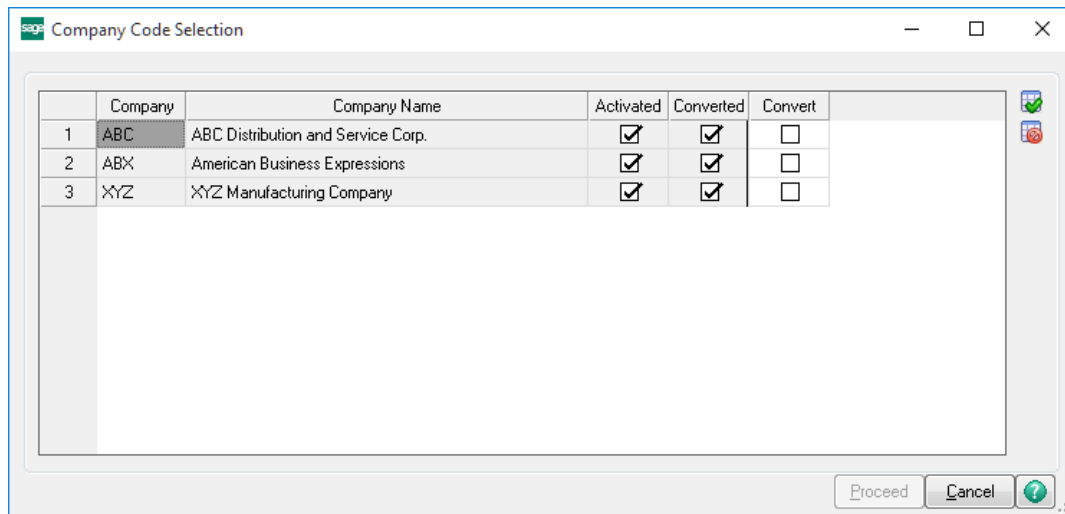 sage Company Code Selection
Company Company Name Activated Converted Convert
1 ABC ABC Distribution and Service Corp.
2 ABX American Business Expressions
3 XYZ XYZ Manufacturing Company
Proceed Cancel ?